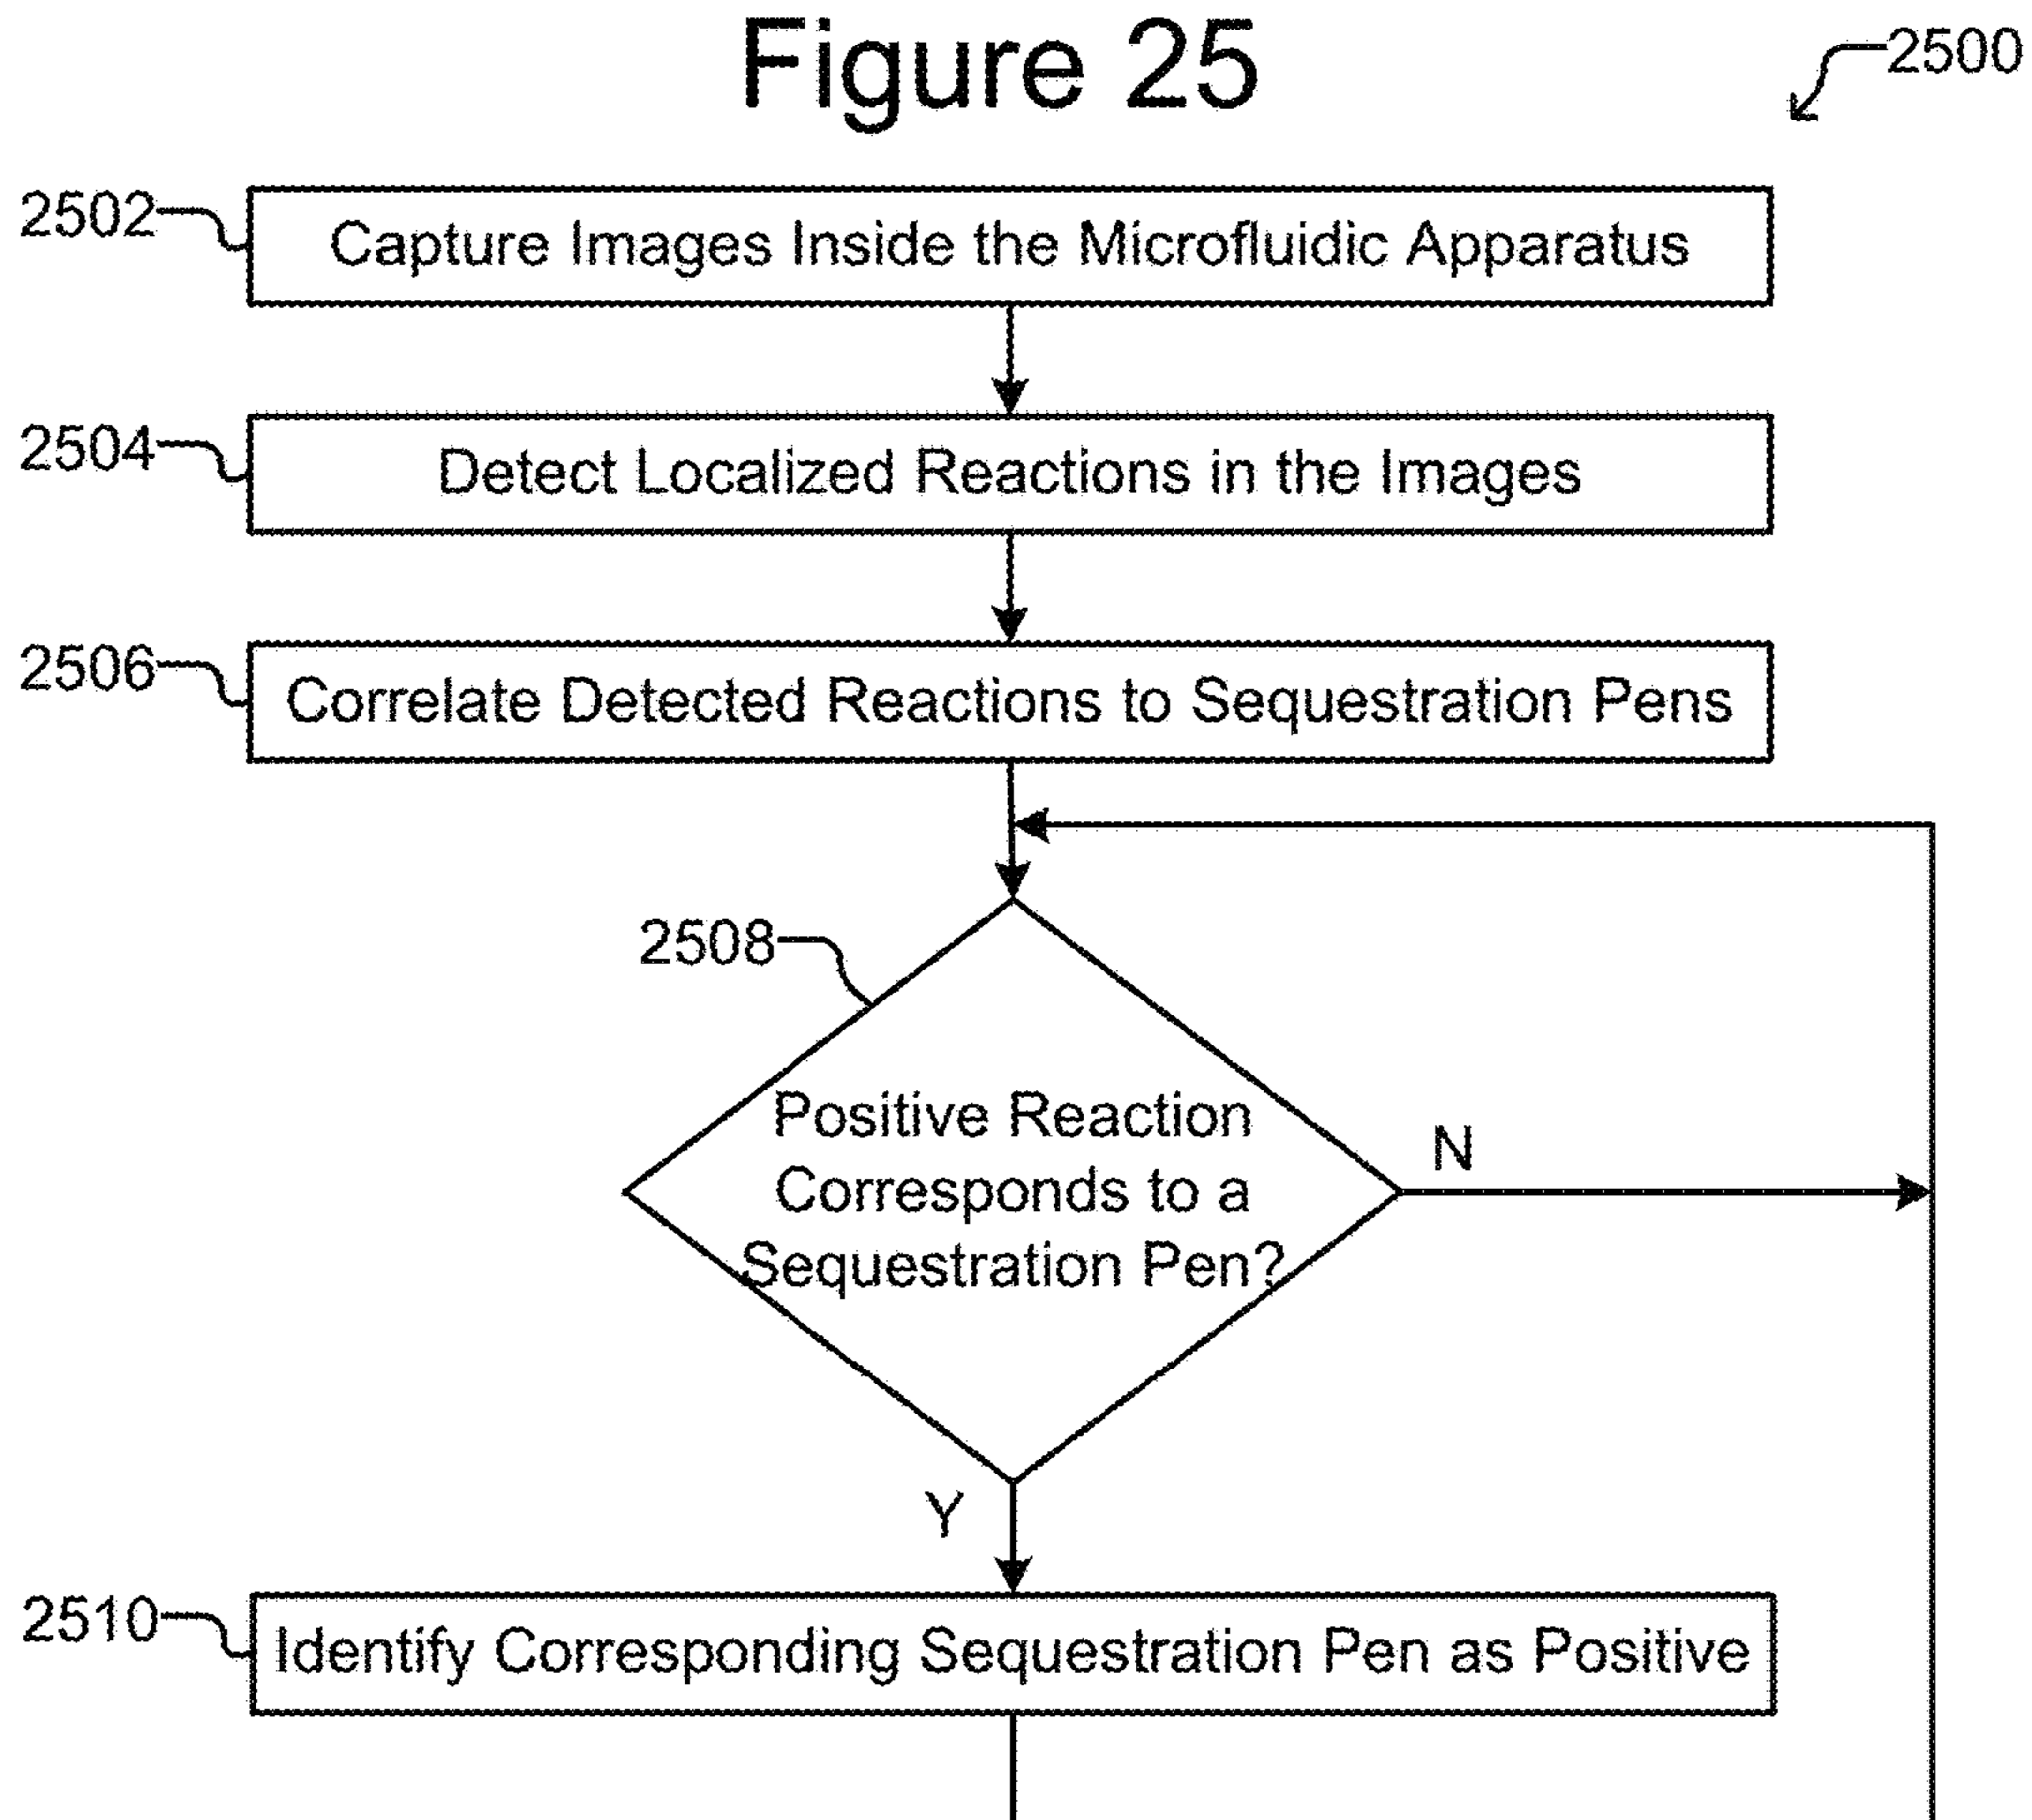 Figure 25
2500
2502
Capture Images Inside the Microfluidic Apparatus
2504
Detect Localized Reactions in the Images
2506
Correlate Detected Reactions to Sequestration Pens
2508
Positive Reaction
Corresponds to a
Sequestration Pen?
N
Y
2510
Identify Corresponding Sequestration Pen as Positive